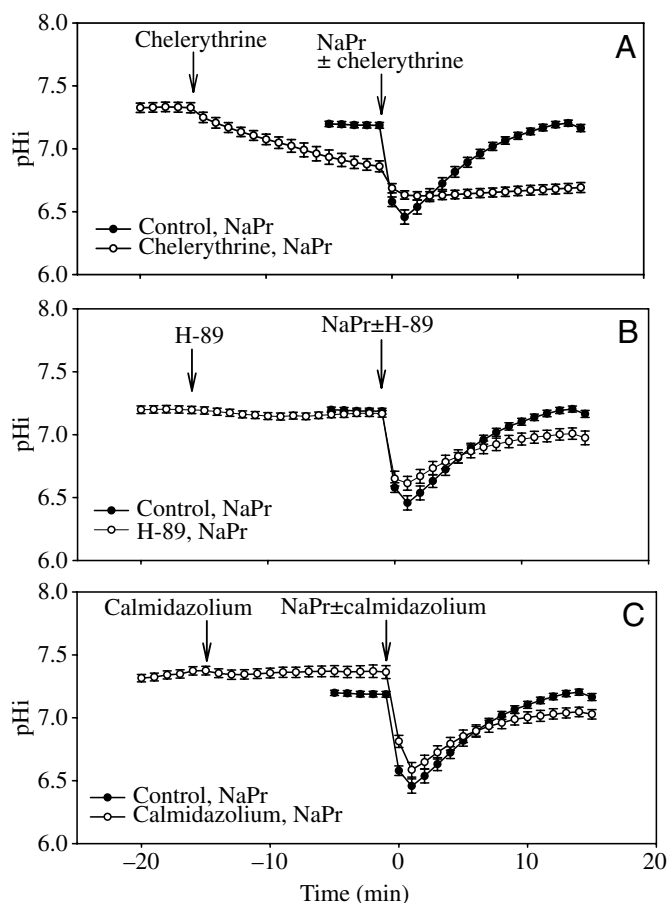 8.0
Chelerythrine
NaPr
± chelerythrine
A
7.5
pHi
7.0
6.5
Control, NaPr
Chelerythrine, NaPr
6.0
8.0
H-89
NaPr±H-89
B
7.5
pHi
7.0
6.5
Control, NaPr
H-89, NaPr
6.0
8.0
Calmidazolium
NaPr±calmidazolium
C
7.5
pHi
7.0
6.5
Control, NaPr
Calmidazolium, NaPr
6.0
–20 –10 0 10 20
Time (min)